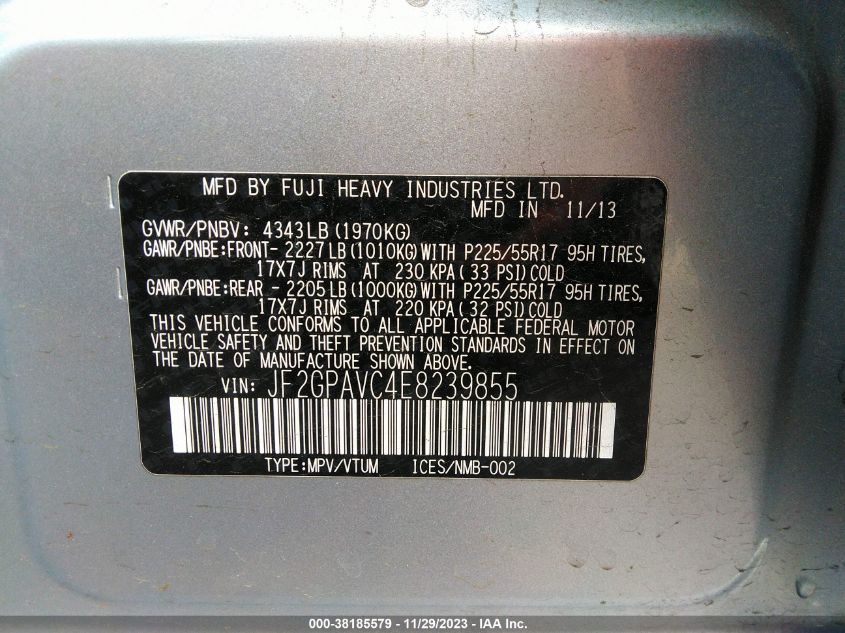 MFD BY FUJI HEAVY INDUSTRIES LTD.
MFD IN 11/13
GVWR/PNBV: 4343LB(1970KG)
GAWR/PNBE:FRONT- 2227LB(1010KG)WITH P225/55R17 95H TIRES,
17X7J RIMS AT 230 KPA( 33 PSI)COLD
GAWR/PNBE:REAR - 2205LB(1000KG)WITH P225/55R17 95H TIRES,
17X7J RIMS AT 220 KPA( 32 PSI)COLD
THIS VEHICLE CONFORMS TO ALL APPLICABLE FEDERAL MOTOR
VEHICLE SAFETY AND THEFT PREVENTION STANDARDS IN EFFECT ON
THE DATE OF MANUFACTURE SHOWN ABOVE.
VIN: JF2GPAVC4E8239855
TYPE:MPV/VTUM ICES/NMB-002
000-38185579 - 11/29/2023 - IAA Inc.